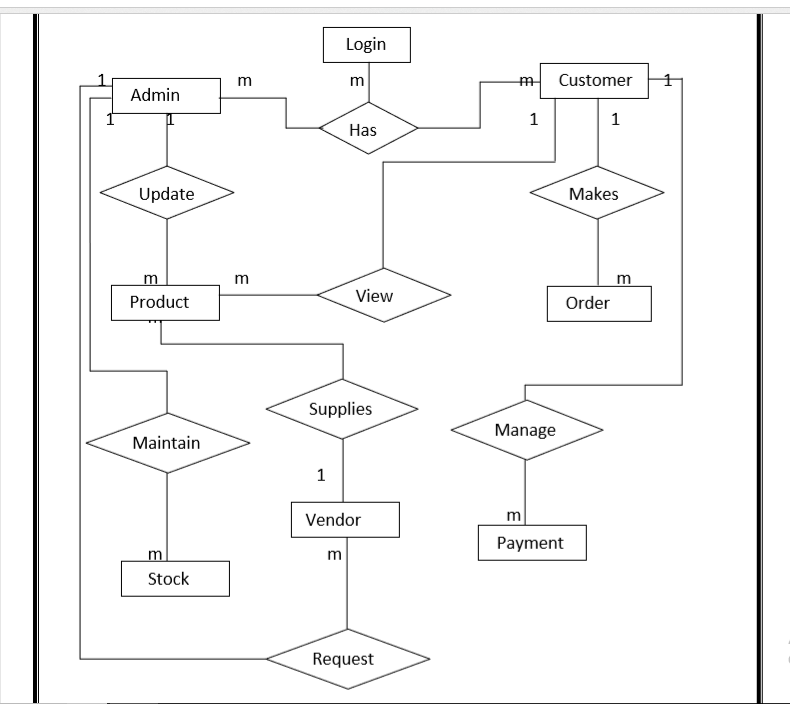 Login
1
m
m
m
Customer
1
Admin
1
1
Has
1
1
Update
Makes
m
m
m
Product
View
Order
m
Supplies
Manage
Maintain
1
m
Vendor
Payment
m
m
Stock
Request